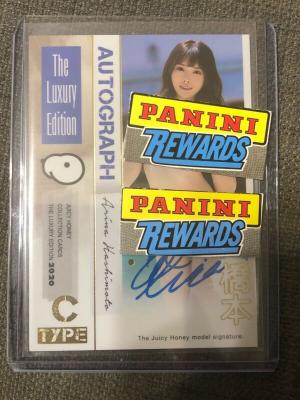 The
Luxury
Edition
AUTOGRAPH
Arina Hashimoto
JUICY HONEY
COLLECTION CARDS
THE LUXURY EDITION 2020
C
TYPE
PANINI
REWARDS
PANINI
REWARDS
橋本
The Juicy Honey model signature.